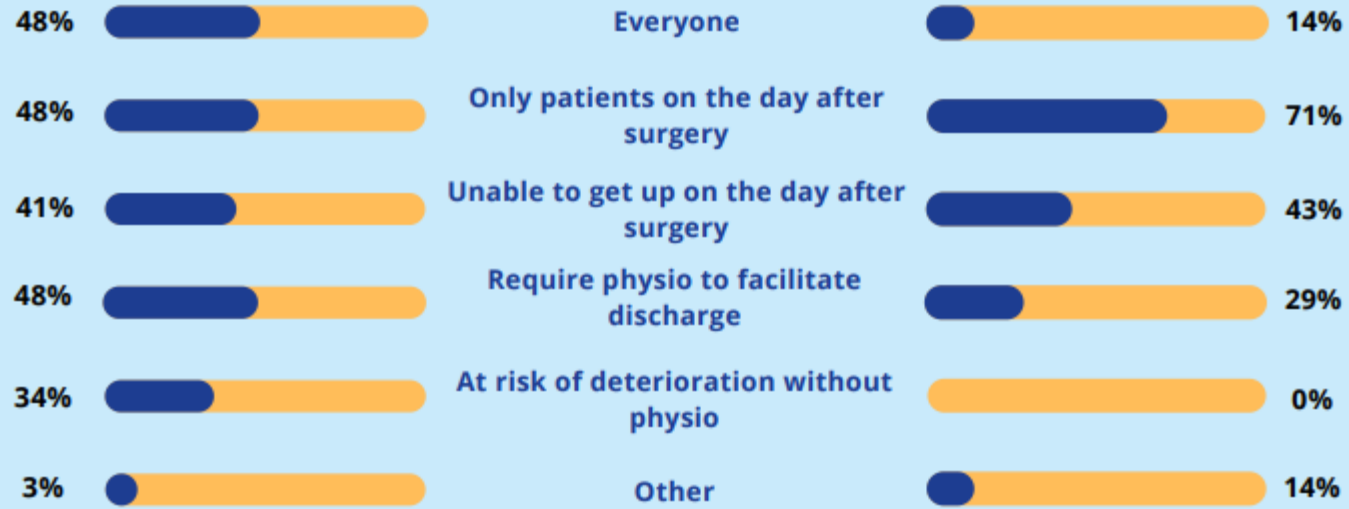 48% Everyone 14%
48% Only patients on the day after 71%
surgery
41% Unable to get up on the day after 43%
surgery
48% Require physio to facilitate 29%
discharge
34% At risk of deterioration without 0%
physio
3% Other 14%